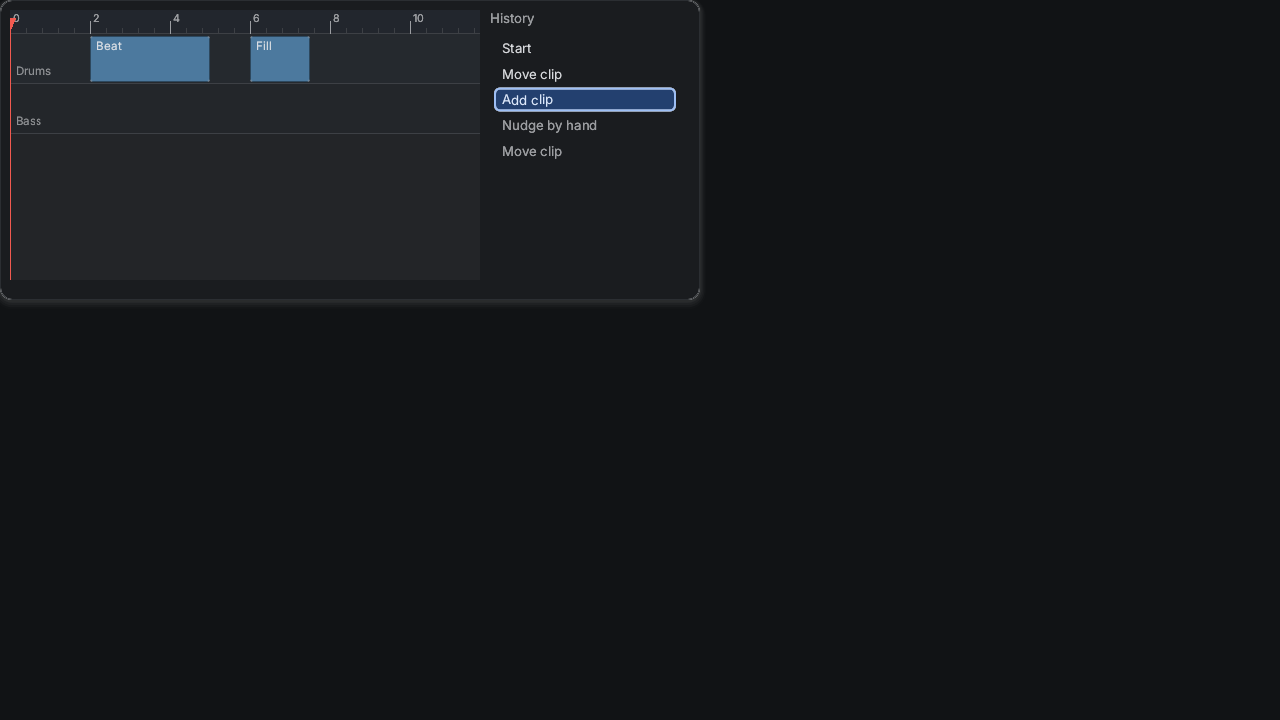 0 2 4 6 8 10
Beat Fill
Drums
Bass
History
Start
Move clip
Add clip
Nudge by hand
Move clip